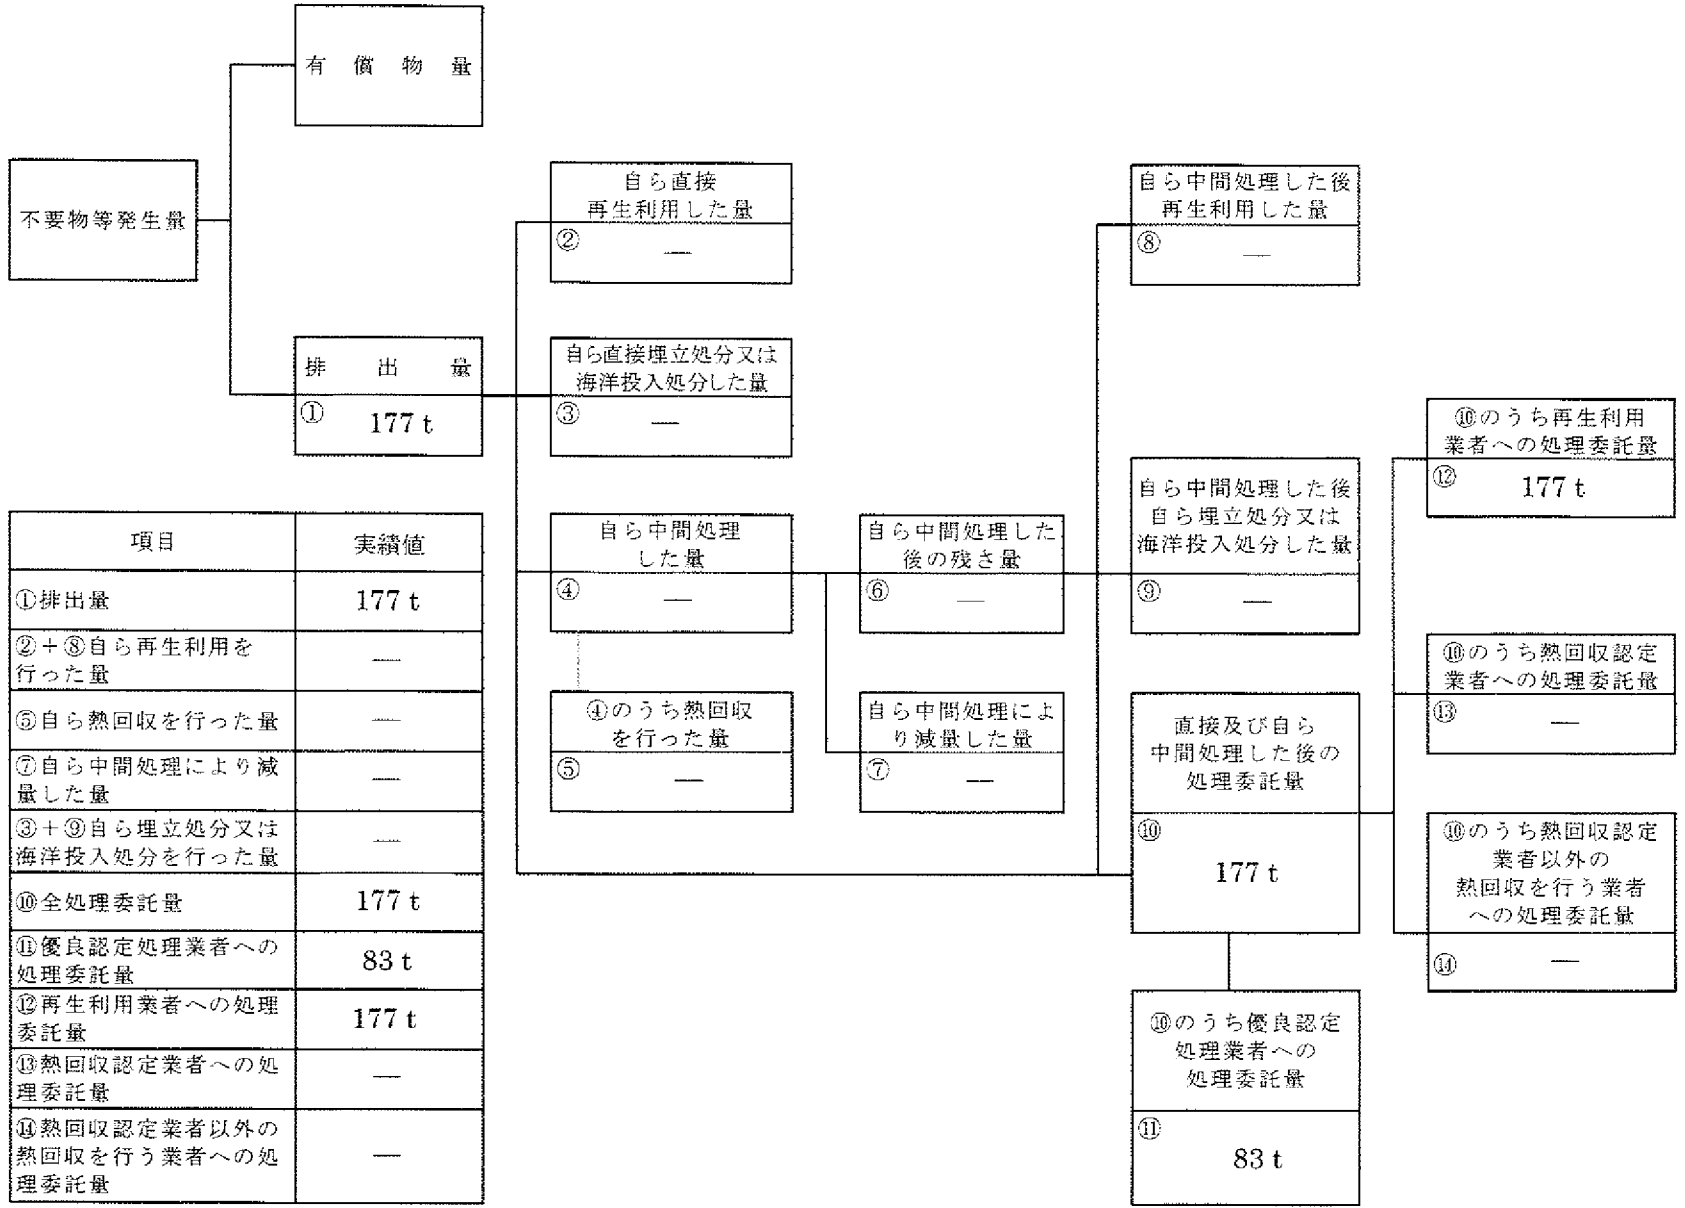 有償物量
不要物等発生量
排出量
① 177 t
自ら直接
再生利用した量
② —
自ら直接埋立処分又は
海洋投入処分した量
③ —
自ら中間処理
した量
④ —
④のうち熱回収
を行った量
⑤ —
自ら中間処理した
後の残さ量
⑥ —
自ら中間処理によ
り減量した量
⑦ —
自ら中間処理した後
再生利用した量
⑧ —
自ら中間処理した後
自ら埋立処分又は
海洋投入処分した量
⑨ —
直接及び自ら
中間処理した後の
処理委託量
⑩
177 t
⑩のうち優良認定
処理業者への
処理委託量
⑪
83 t
⑩のうち再生利用
業者への処理委託量
⑫ 177 t
⑩のうち熱回収認定
業者への処理委託量
⑬ —
⑩のうち熱回収認定
業者以外の
熱回収を行う業者
への処理委託量
⑭ —
項目 実績値
①排出量 177 t
②+⑧自ら再生利用を
行った量 —
⑤自ら熱回収を行った量 —
⑦自ら中間処理により減
量した量 —
③+⑨自ら埋立処分又は
海洋投入処分を行った量 —
⑩全処理委託量 177 t
⑪優良認定処理業者への
処理委託量 83 t
⑫再生利用業者への処理
委託量 177 t
⑬熱回収認定業者への処
理委託量 —
⑭熱回収認定業者以外の
熱回収を行う業者への処
理委託量 —